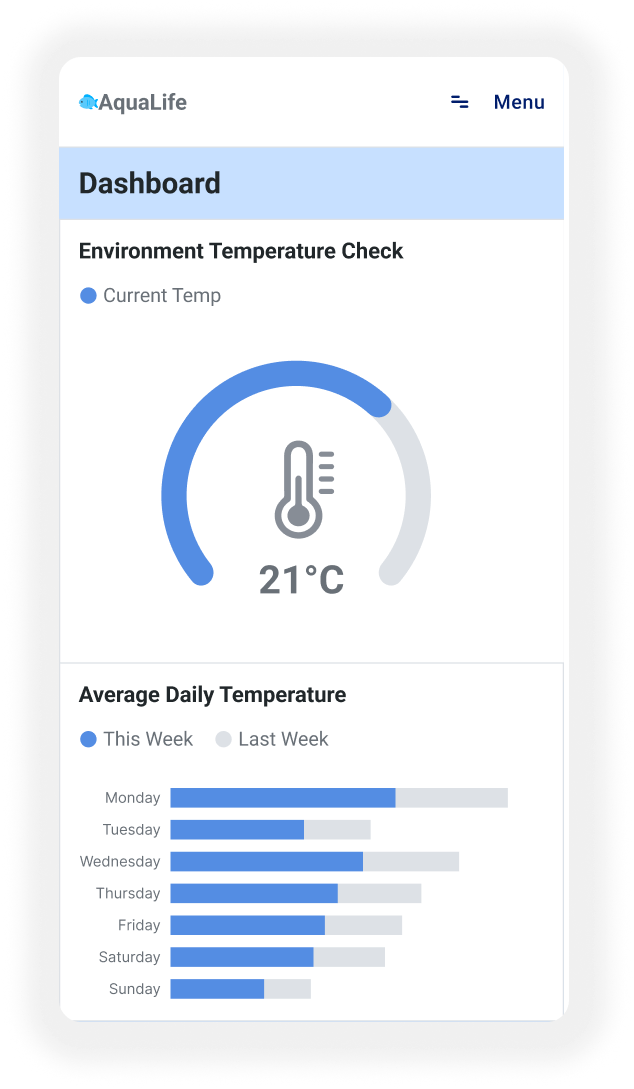 AquaLife Menu
Dashboard
Environment Temperature Check
Current Temp
21°C
Average Daily Temperature
This Week Last Week
Monday
Tuesday
Wednesday
Thursday
Friday
Saturday
Sunday